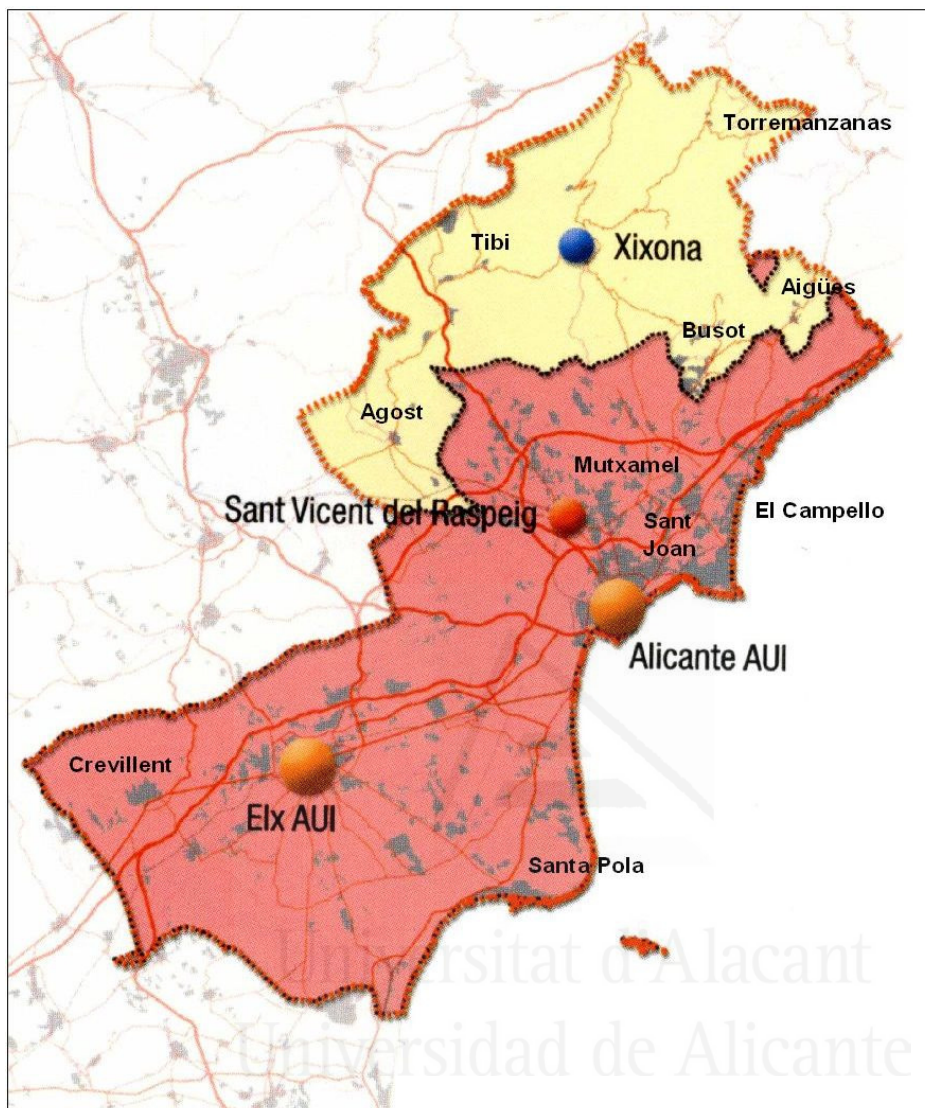 Torremanzanas
Tibi
Xixona
Aigües
Busot
Agost
Mutxamel
Sant Vicent del Raspeig
El Campello
Sant
Joan
Alicante AUI
Crevillent
Elx AUI
Santa Pola
Universitat d'Alacant
Universidad de Alicante